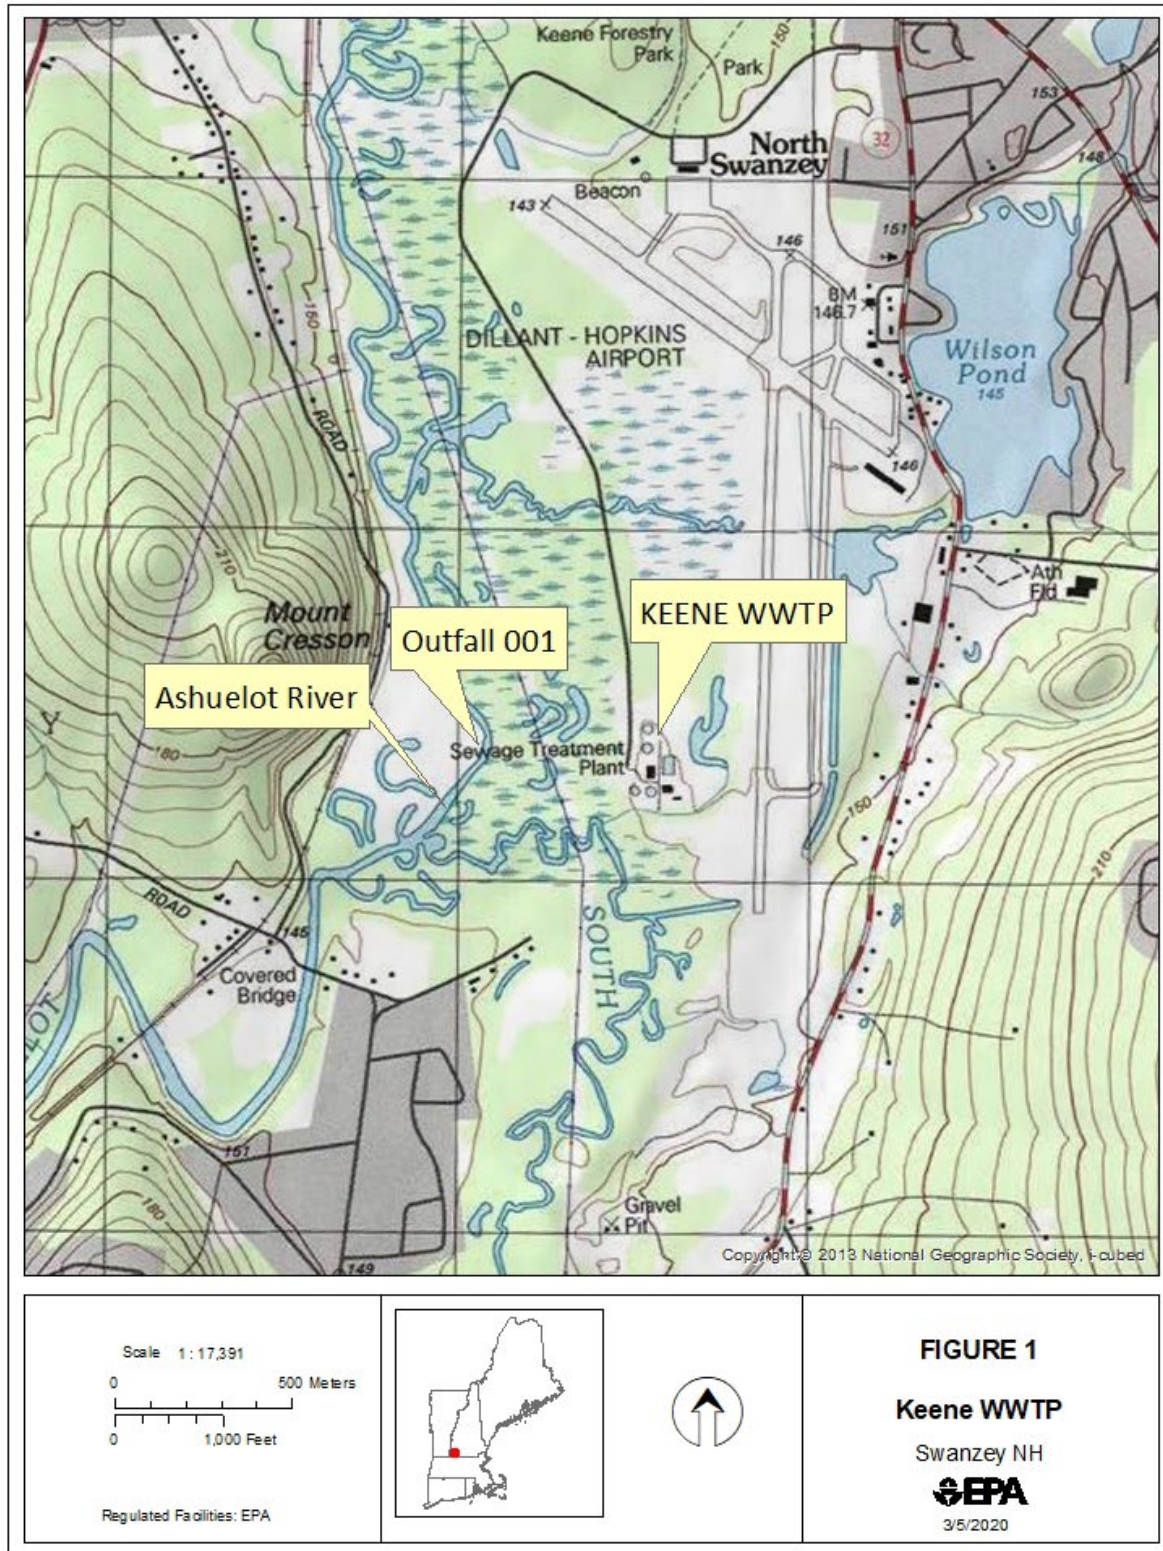 Keene Forestry
Park
Park
150
153
32
148
North
Swanzey
Beacon
143
151
146
BM
146.7
150
DILLANT - HOPKINS
AIRPORT
Wilson
Pond
145
ROAD
146
210
Ath
Fld
Mount
Cresson
KEENE WWTP
Outfall 001
Ashuelot River
Y
180
Sewage Treatment
Plant
150
210
ROAD
SOUTH
145
Covered
Bridge
LOT
151
180
Gravel
Pit
149
Copyright:© 2013 National Geographic Society, i-cubed
Scale 1 : 17,391
0 500 Meters
0 1,000 Feet
Regulated Facilities: EPA
FIGURE 1
Keene WWTP
Swanzey NH
EPA
3/5/2020